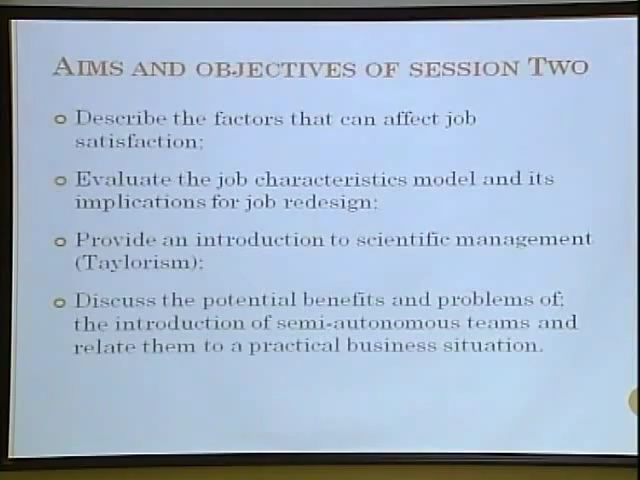 AIMS AND OBJECTIVES OF SESSION TWO
Describe the factors that can affect job
satisfaction;
Evaluate the job characteristics model and its
implications for job redesign;
Provide an introduction to scientific management
(Taylorism);
Discuss the potential benefits and problems of;
the introduction of semi-autonomous teams and
relate them to a practical business situation.